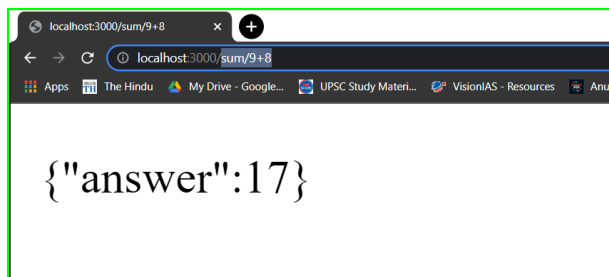 localhost:3000/sum/9+8
localhost:3000/sum/9+8
Apps The Hindu My Drive - Google... UPSC Study Materi... VisionIAS - Resources Anu
{"answer":17}